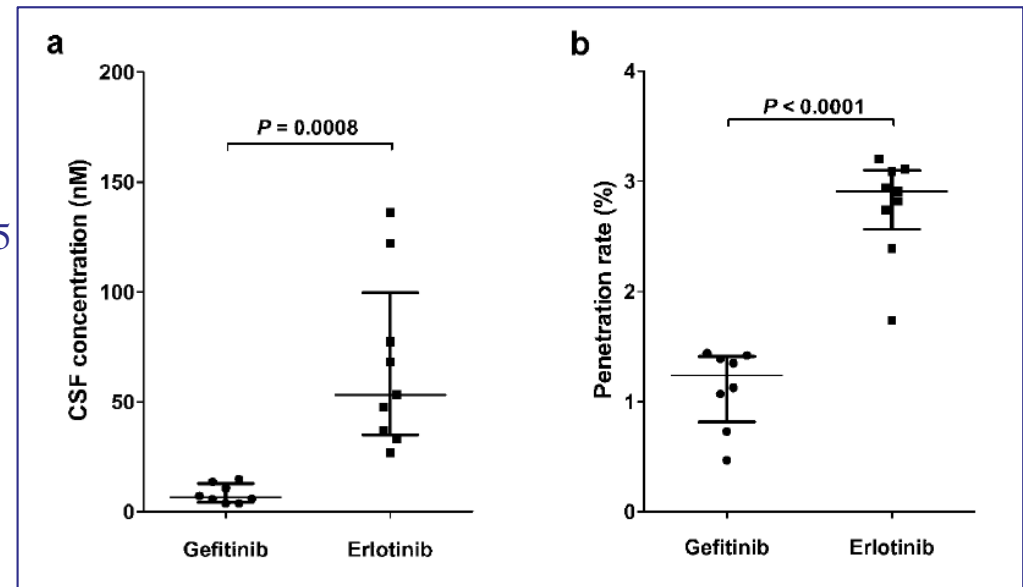 a
CSF concentration (nM)
200
150
100
50
0
P = 0.0008
Gefitinib
Erlotinib
b
Penetration rate (%)
4
3
2
1
0
P < 0.0001
Gefitinib
Erlotinib
5